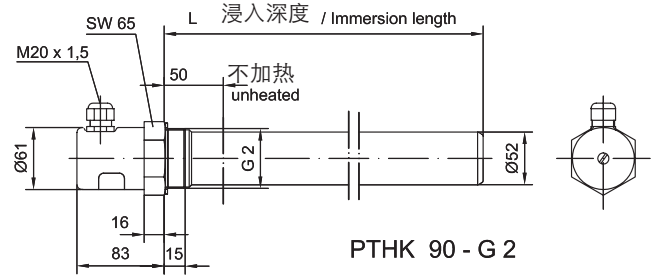 SW 65
L 浸入深度 / Immersion length
M20 x 1,5
50 不加热
unheated
Ø61
G 2
Ø52
16
83
15
PTHK 90 - G 2